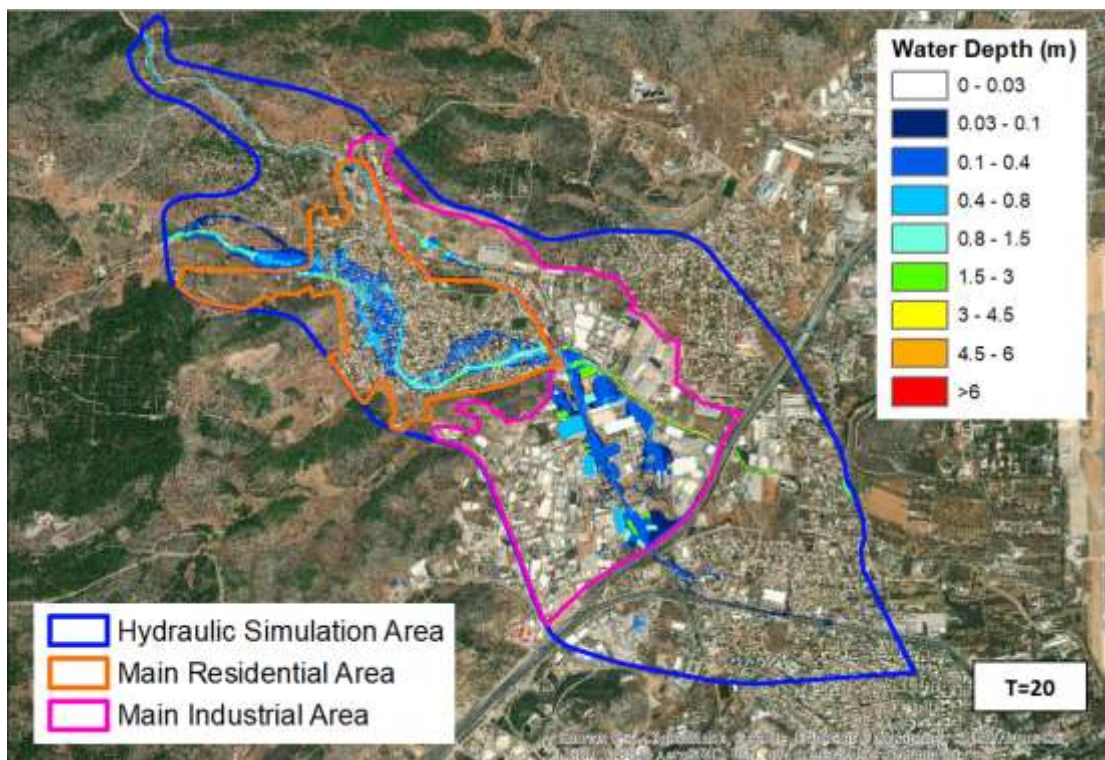 Water Depth (m)
0 - 0.03
0.03 - 0.1
0.1 - 0.4
0.4 - 0.8
0.8 - 1.5
1.5 - 3
3 - 4.5
4.5 - 6
>6
Hydraulic Simulation Area
Main Residential Area
Main Industrial Area
T=20